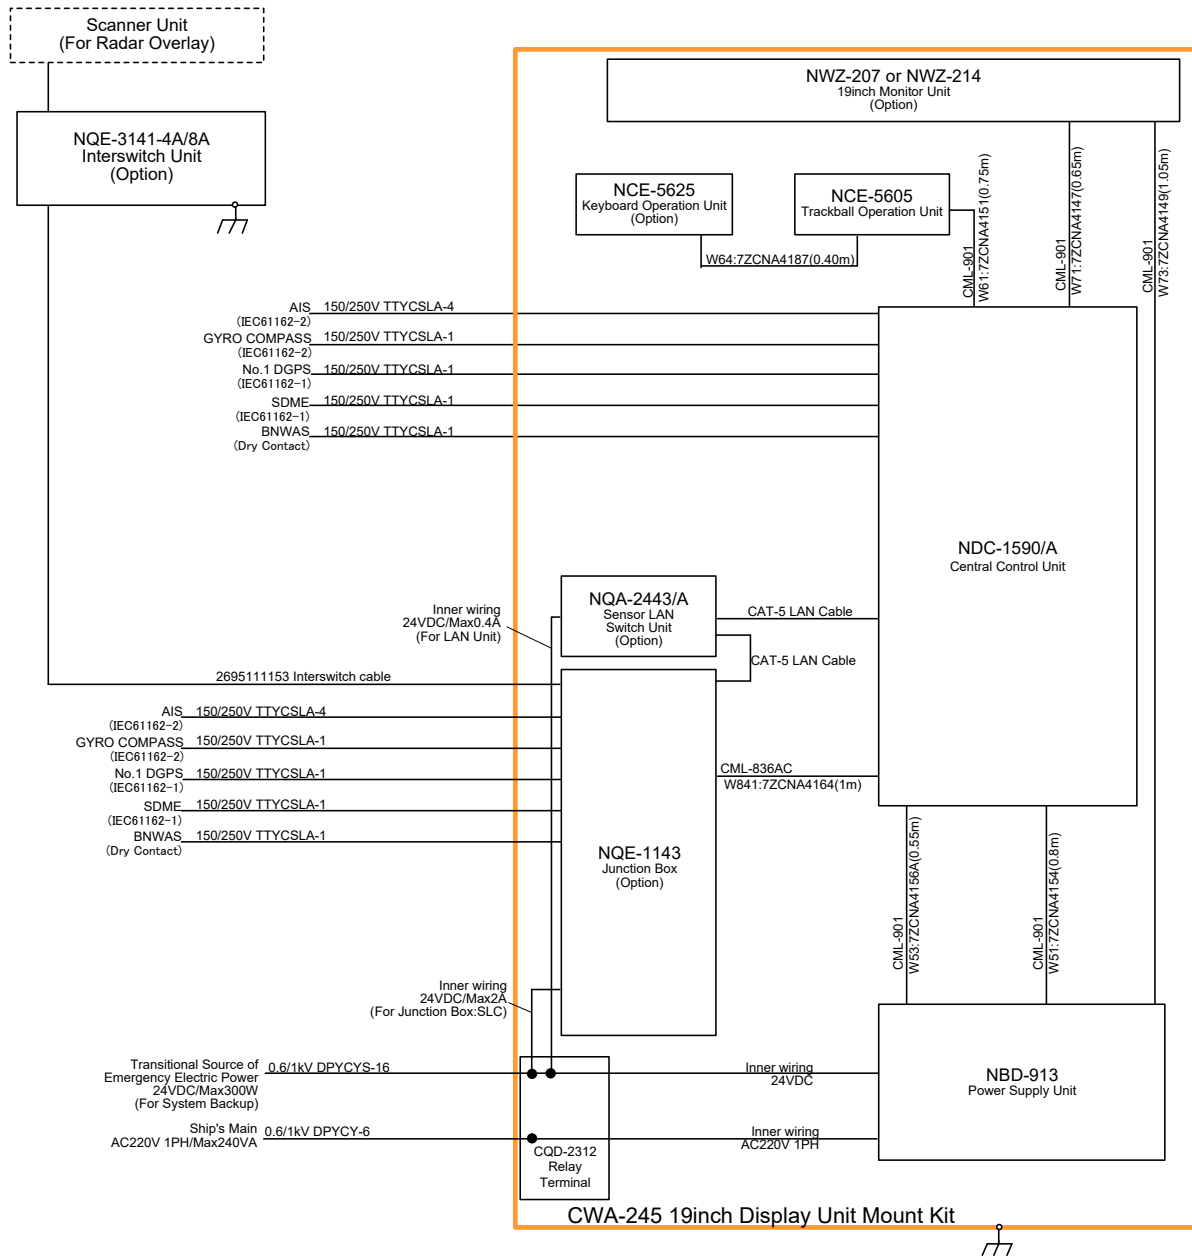 Scanner Unit
(For Radar Overlay)
NQE-3141-4A/8A
Interswitch Unit
(Option)
NWZ-207 or NWZ-214
19inch Monitor Unit
(Option)
NCE-5625
Keyboard Operation Unit
(Option)
NCE-5605
Trackball Operation Unit
W64:7ZCNA4187(0.40m)
CML-901
W61:7ZCNA4151(0.75m)
CML-901
W71:7ZCNA4147(0.65m)
CML-901
W73:7ZCNA4149(1.05m)
AIS 150/250V TTYCSLA-4
(IEC61162-2)
GYRO COMPASS 150/250V TTYCSLA-1
(IEC61162-2)
No.1 DGPS 150/250V TTYCSLA-1
(IEC61162-1)
SDME 150/250V TTYCSLA-1
(IEC61162-1)
BNWAS 150/250V TTYCSLA-1
(Dry Contact)
NDC-1590/A
Central Control Unit
NQA-2443/A
Sensor LAN
Switch Unit
(Option)
CAT-5 LAN Cable
CAT-5 LAN Cable
Inner wiring
24VDC/Max0.4A
(For LAN Unit)
2695111153 Interswitch cable
AIS 150/250V TTYCSLA-4
(IEC61162-2)
GYRO COMPASS 150/250V TTYCSLA-1
(IEC61162-2)
No.1 DGPS 150/250V TTYCSLA-1
(IEC61162-1)
SDME 150/250V TTYCSLA-1
(IEC61162-1)
BNWAS 150/250V TTYCSLA-1
(Dry Contact)
CML-836AC
W841:7ZCNA4164(1m)
NQE-1143
Junction Box
(Option)
CML-901
W53:7ZCNA4156A(0.55m)
CML-901
W51:7ZCNA4154(0.8m)
Inner wiring
24VDC/Max2A
(For Junction Box:SLC)
Transitional Source of
Emergency Electric Power
24VDC/Max300W
(For System Backup)
0.6/1kV DPYCYS-16
Inner wiring
24VDC
NBD-913
Power Supply Unit
Ship's Main
AC220V 1PH/Max240VA
0.6/1kV DPYCY-6
Inner wiring
AC220V 1PH
CQD-2312
Relay
Terminal
CWA-245 19inch Display Unit Mount Kit